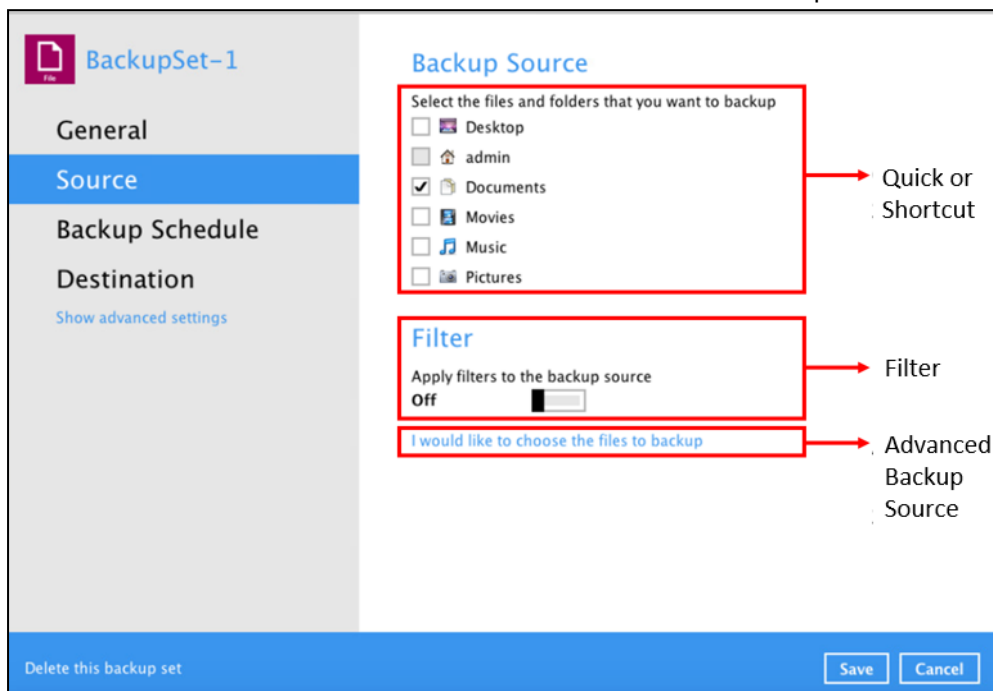 BackupSet-1
File
General
Source
Backup Schedule
Destination
Show advanced settings
Backup Source
Select the files and folders that you want to backup
Desktop
admin
Documents
Movies
Music
Pictures
Quick or
Shortcut
Filter
Apply filters to the backup source
Off
Filter
I would like to choose the files to backup
Advanced
Backup
Source
Delete this backup set
Save
Cancel